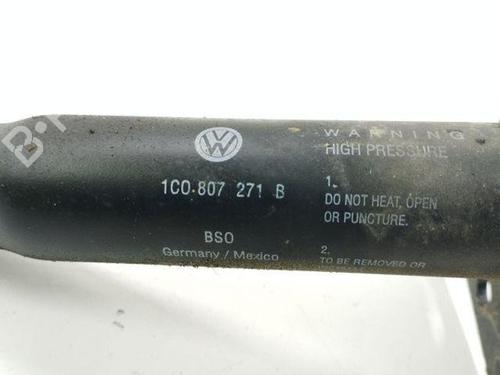 WARNING
HIGH PRESSURE
1.
DO NOT HEAT, OPEN
OR PUNCTURE.
2.
TO BE REMOVED OR
1C0 807 271 B
BSO
Germany / Mexico